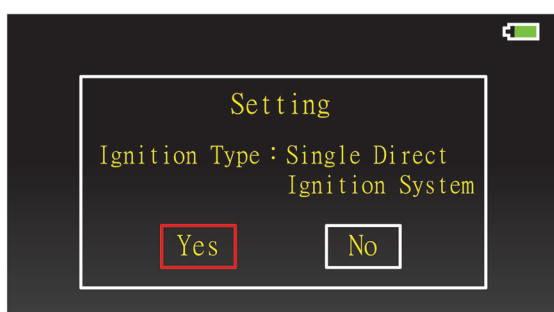 Setting
Ignition Type：Single Direct
Ignition System
Yes No